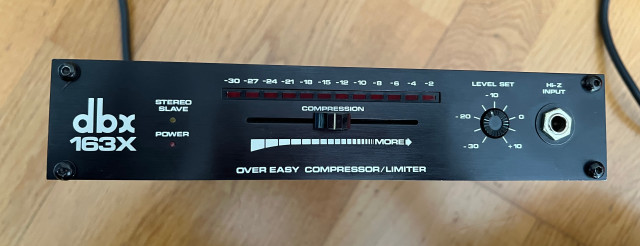 -30 -27 -24 -21 -18 -15 -12 -10 -8 -6 -4 -2
COMPRESSION
MORE
OVER EASY COMPRESSOR/LIMITER
dbx
163X
STEREO
SLAVE
POWER
LEVEL SET
-10
-20 0
-30 +10
Hi-Z
INPUT